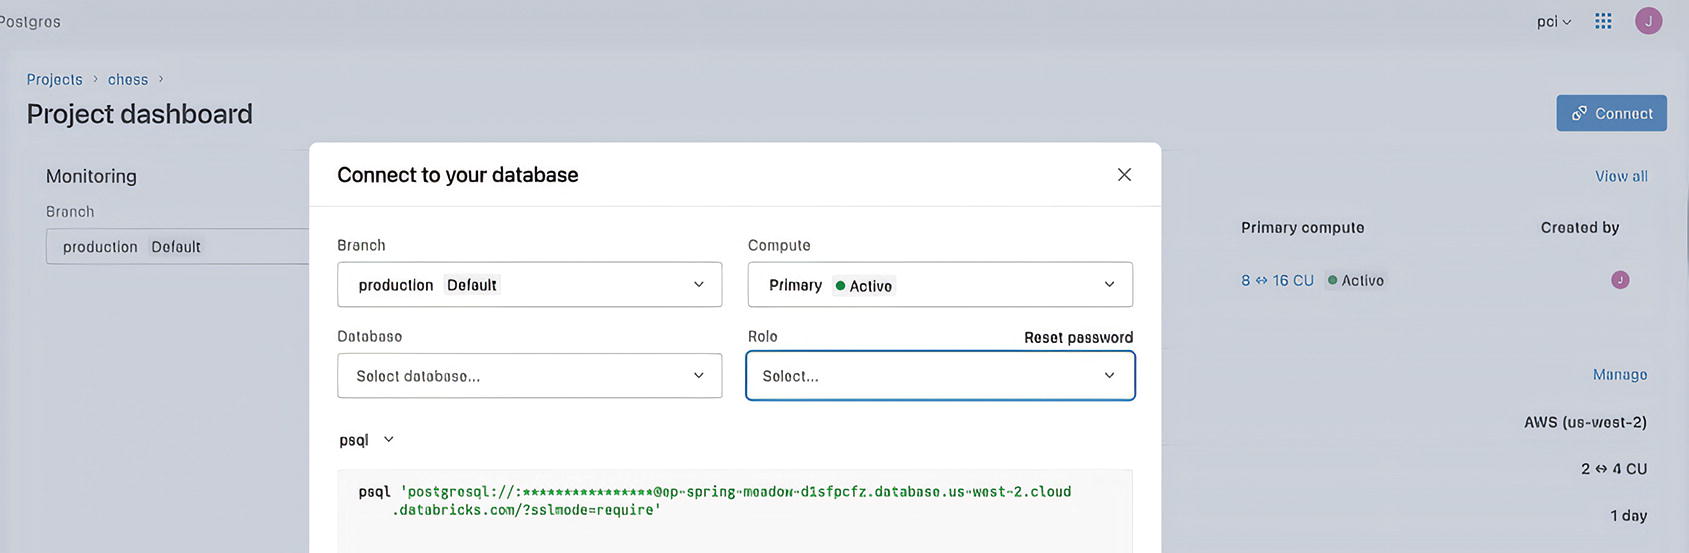 Postgres
pci
J
Projects > chess >
Project dashboard
Connect
Monitoring
View all
Branch
production Default
Primary compute
Created by
8 ↔ 16 CU Active
J
Manage
AWS (us-west-2)
2 ↔ 4 CU
1 day
Connect to your database
Branch
Compute
production Default
Primary Active
Database
Role
Reset password
Select database...
Select...
psql
psql 'postgresql://:****************@ep-spring-meadow-d1sfpcfz.database.us-west-2.cloud
.databricks.com/?sslmode=require'